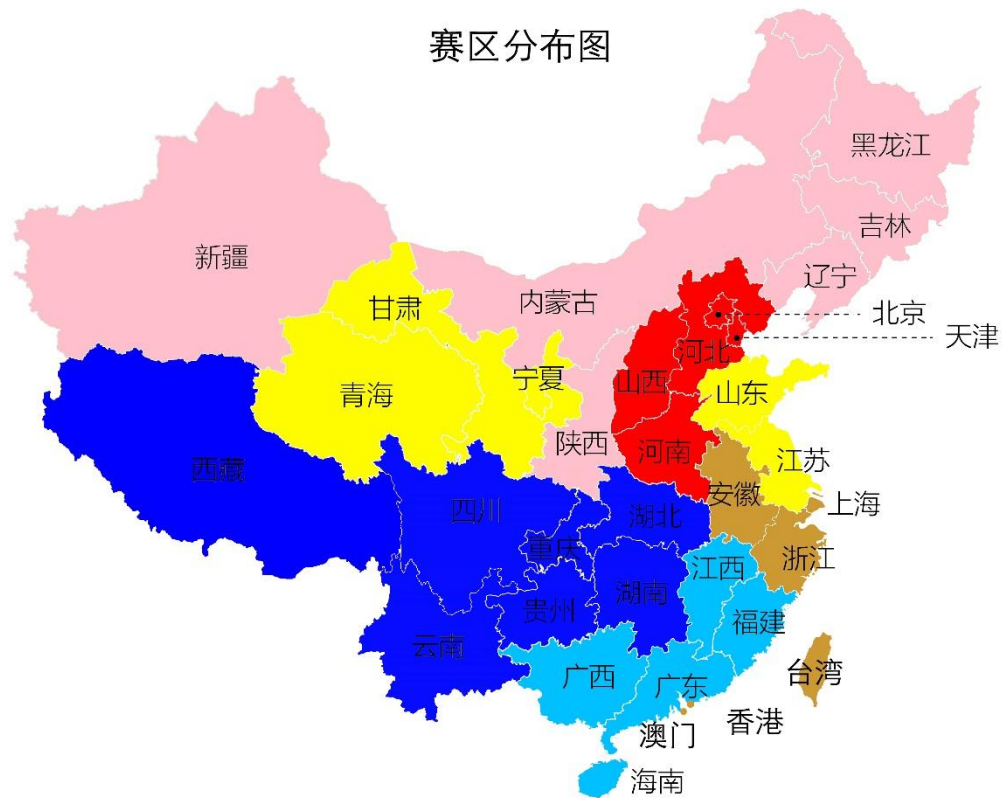 赛区分布图
黑龙江
吉林
新疆
辽宁
内蒙古
甘肃
北京
天津
河北
宁夏
山西
青海
山东
陕西
河南
江苏
西藏
安徽
上海
四川
湖北
重庆
浙江
江西
湖南
贵州
福建
云南
台湾
广西
广东
香港
澳门
海南